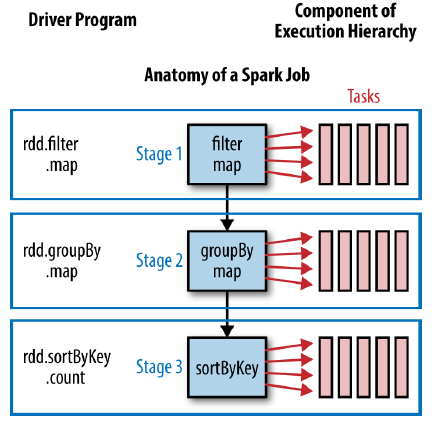 Driver Program
Component of
Execution Hierarchy
Anatomy of a Spark Job
Tasks
rdd.filter
.map
Stage 1
filter
map
rdd.groupBy
.map
Stage 2
groupBy
map
rdd.sortByKey
.count
Stage 3
sortByKey